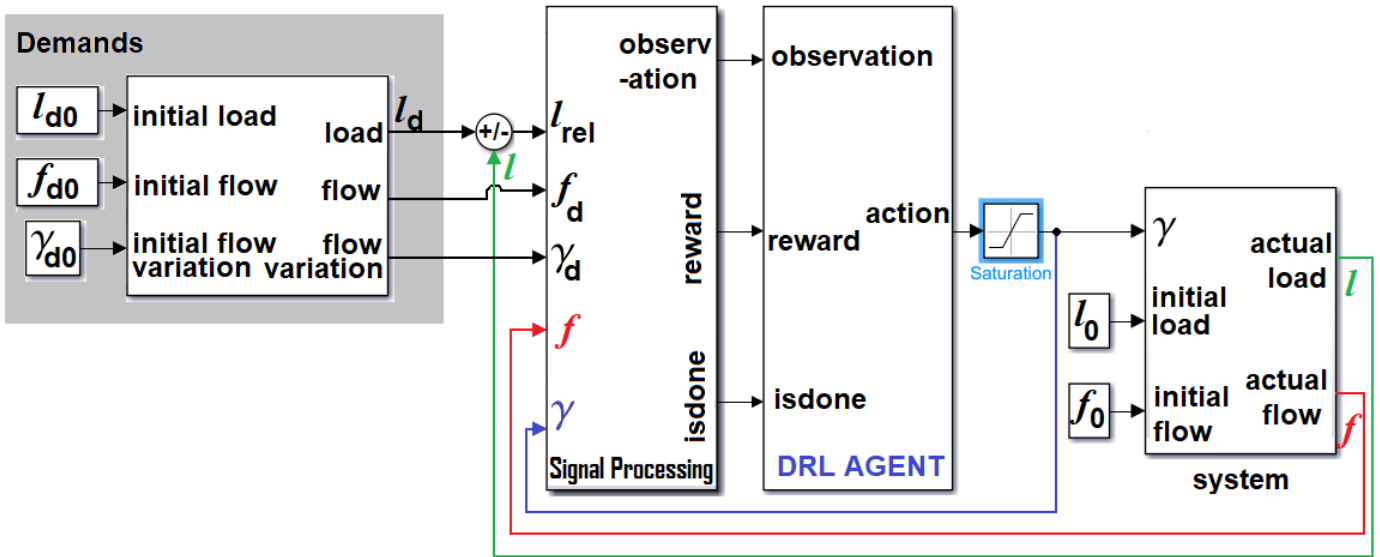 Demands
l_d0
initial load
load
l_d
f_d0
initial flow
flow
γ_d0
initial flow
variation
flow
variation
+/-
l
l_rel
f_d
γ_d
f
γ
observ
-ation
reward
isdone
Signal Processing
observation
reward
action
isdone
DRL AGENT
Saturation
γ
actual
load
l
l_0
initial
load
f_0
initial
flow
actual
flow
f
system